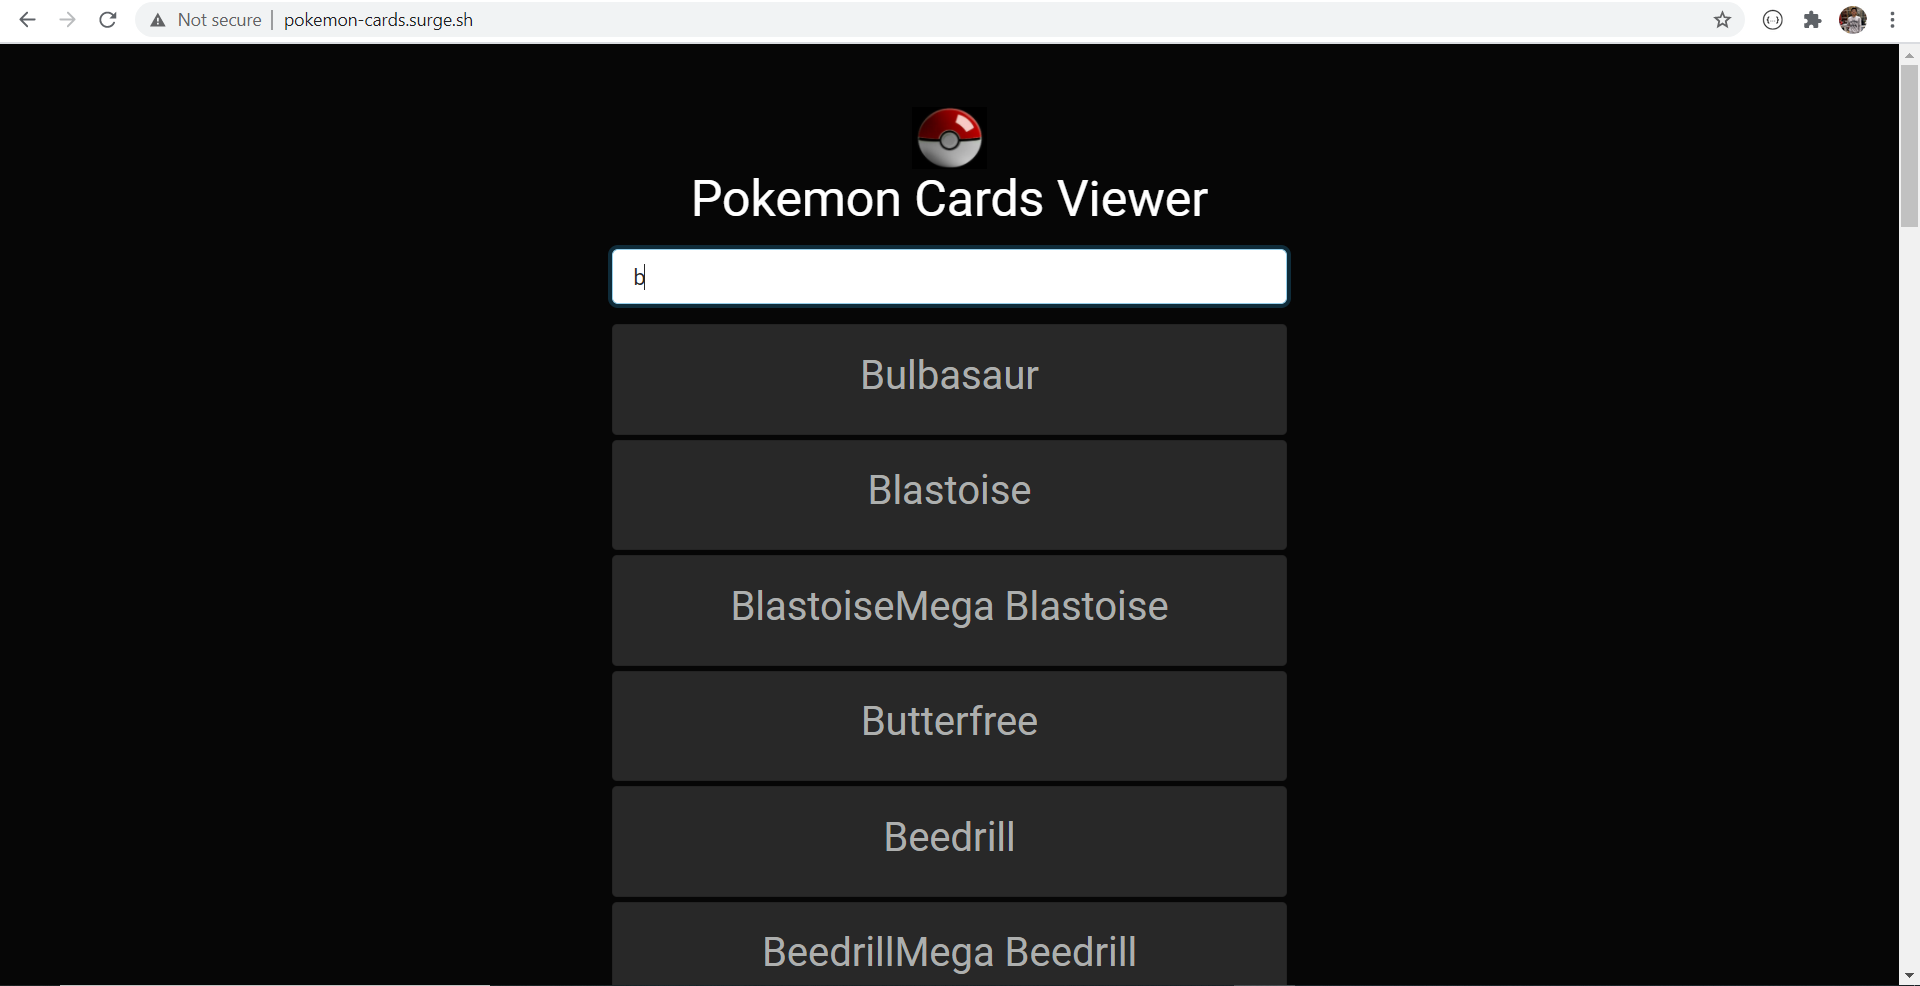 Not secure | pokemon-cards.surge.sh
Pokemon Cards Viewer
b
Bulbasaur
Blastoise
BlastoiseMega Blastoise
Butterfree
Beedrill
BeedrillMega Beedrill